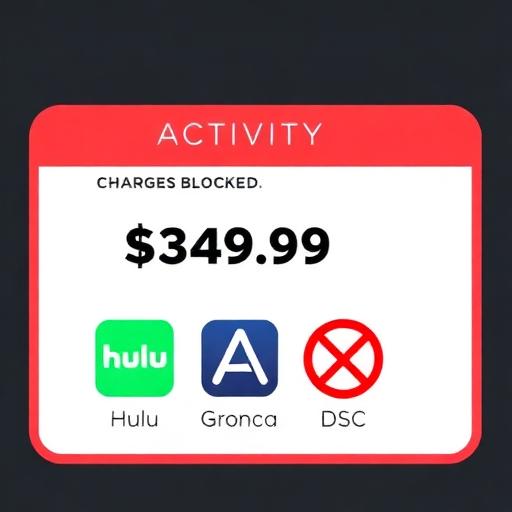 ACTIVITY
CHARGES BLOCKED.
$349.99
hulu A
Hulu Gronca DSC